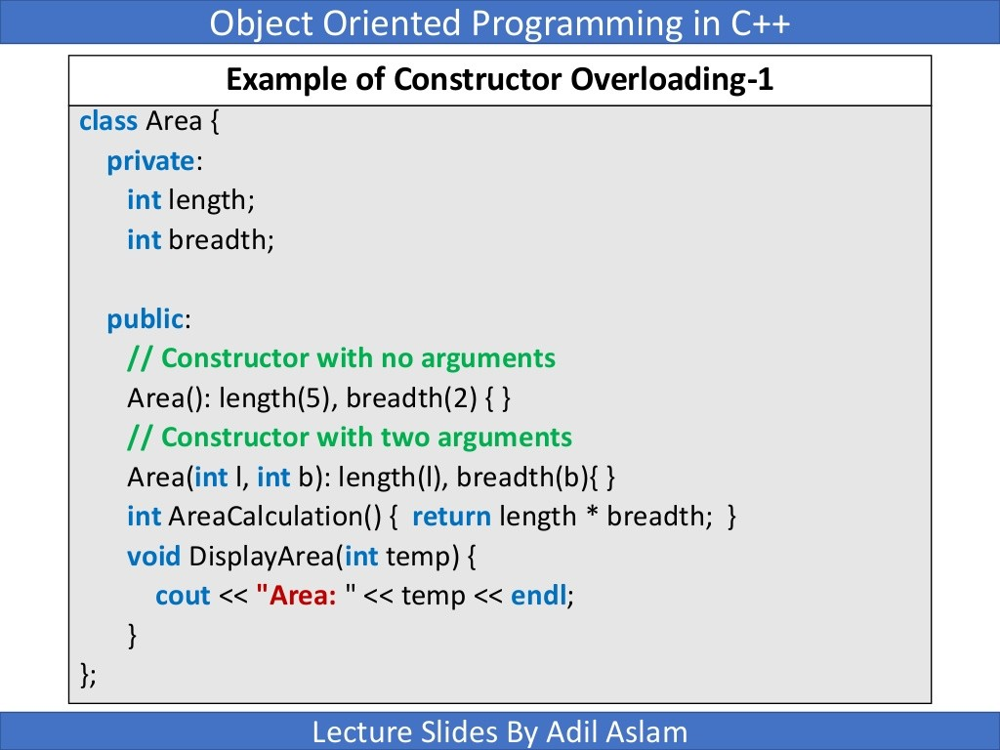 Object Oriented Programming in C++
Example of Constructor Overloading-1
class Area {
private:
int length;
int breadth;
public:
// Constructor with no arguments
Area(): length(5), breadth(2) { }
// Constructor with two arguments
Area(int l, int b): length(l), breadth(b){ }
int AreaCalculation() {  return length * breadth;  }
void DisplayArea(int temp) {
cout << "Area: " << temp << endl;
}
};
Lecture Slides By Adil Aslam